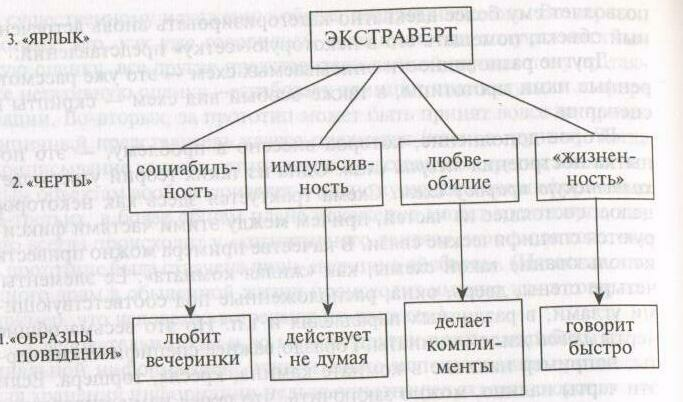 3. «ЯРЛЫК»
ЭКСТРАВЕРТ
2. «ЧЕРТЫ»
социабиль-
ность
импульсив-
ность
любве-
обилие
«жизнен-
ность»
1. «ОБРАЗЦЫ
ПОВЕДЕНИЯ»
любит
вечеринки
действует
не думая
делает
компли-
менты
говорит
быстро